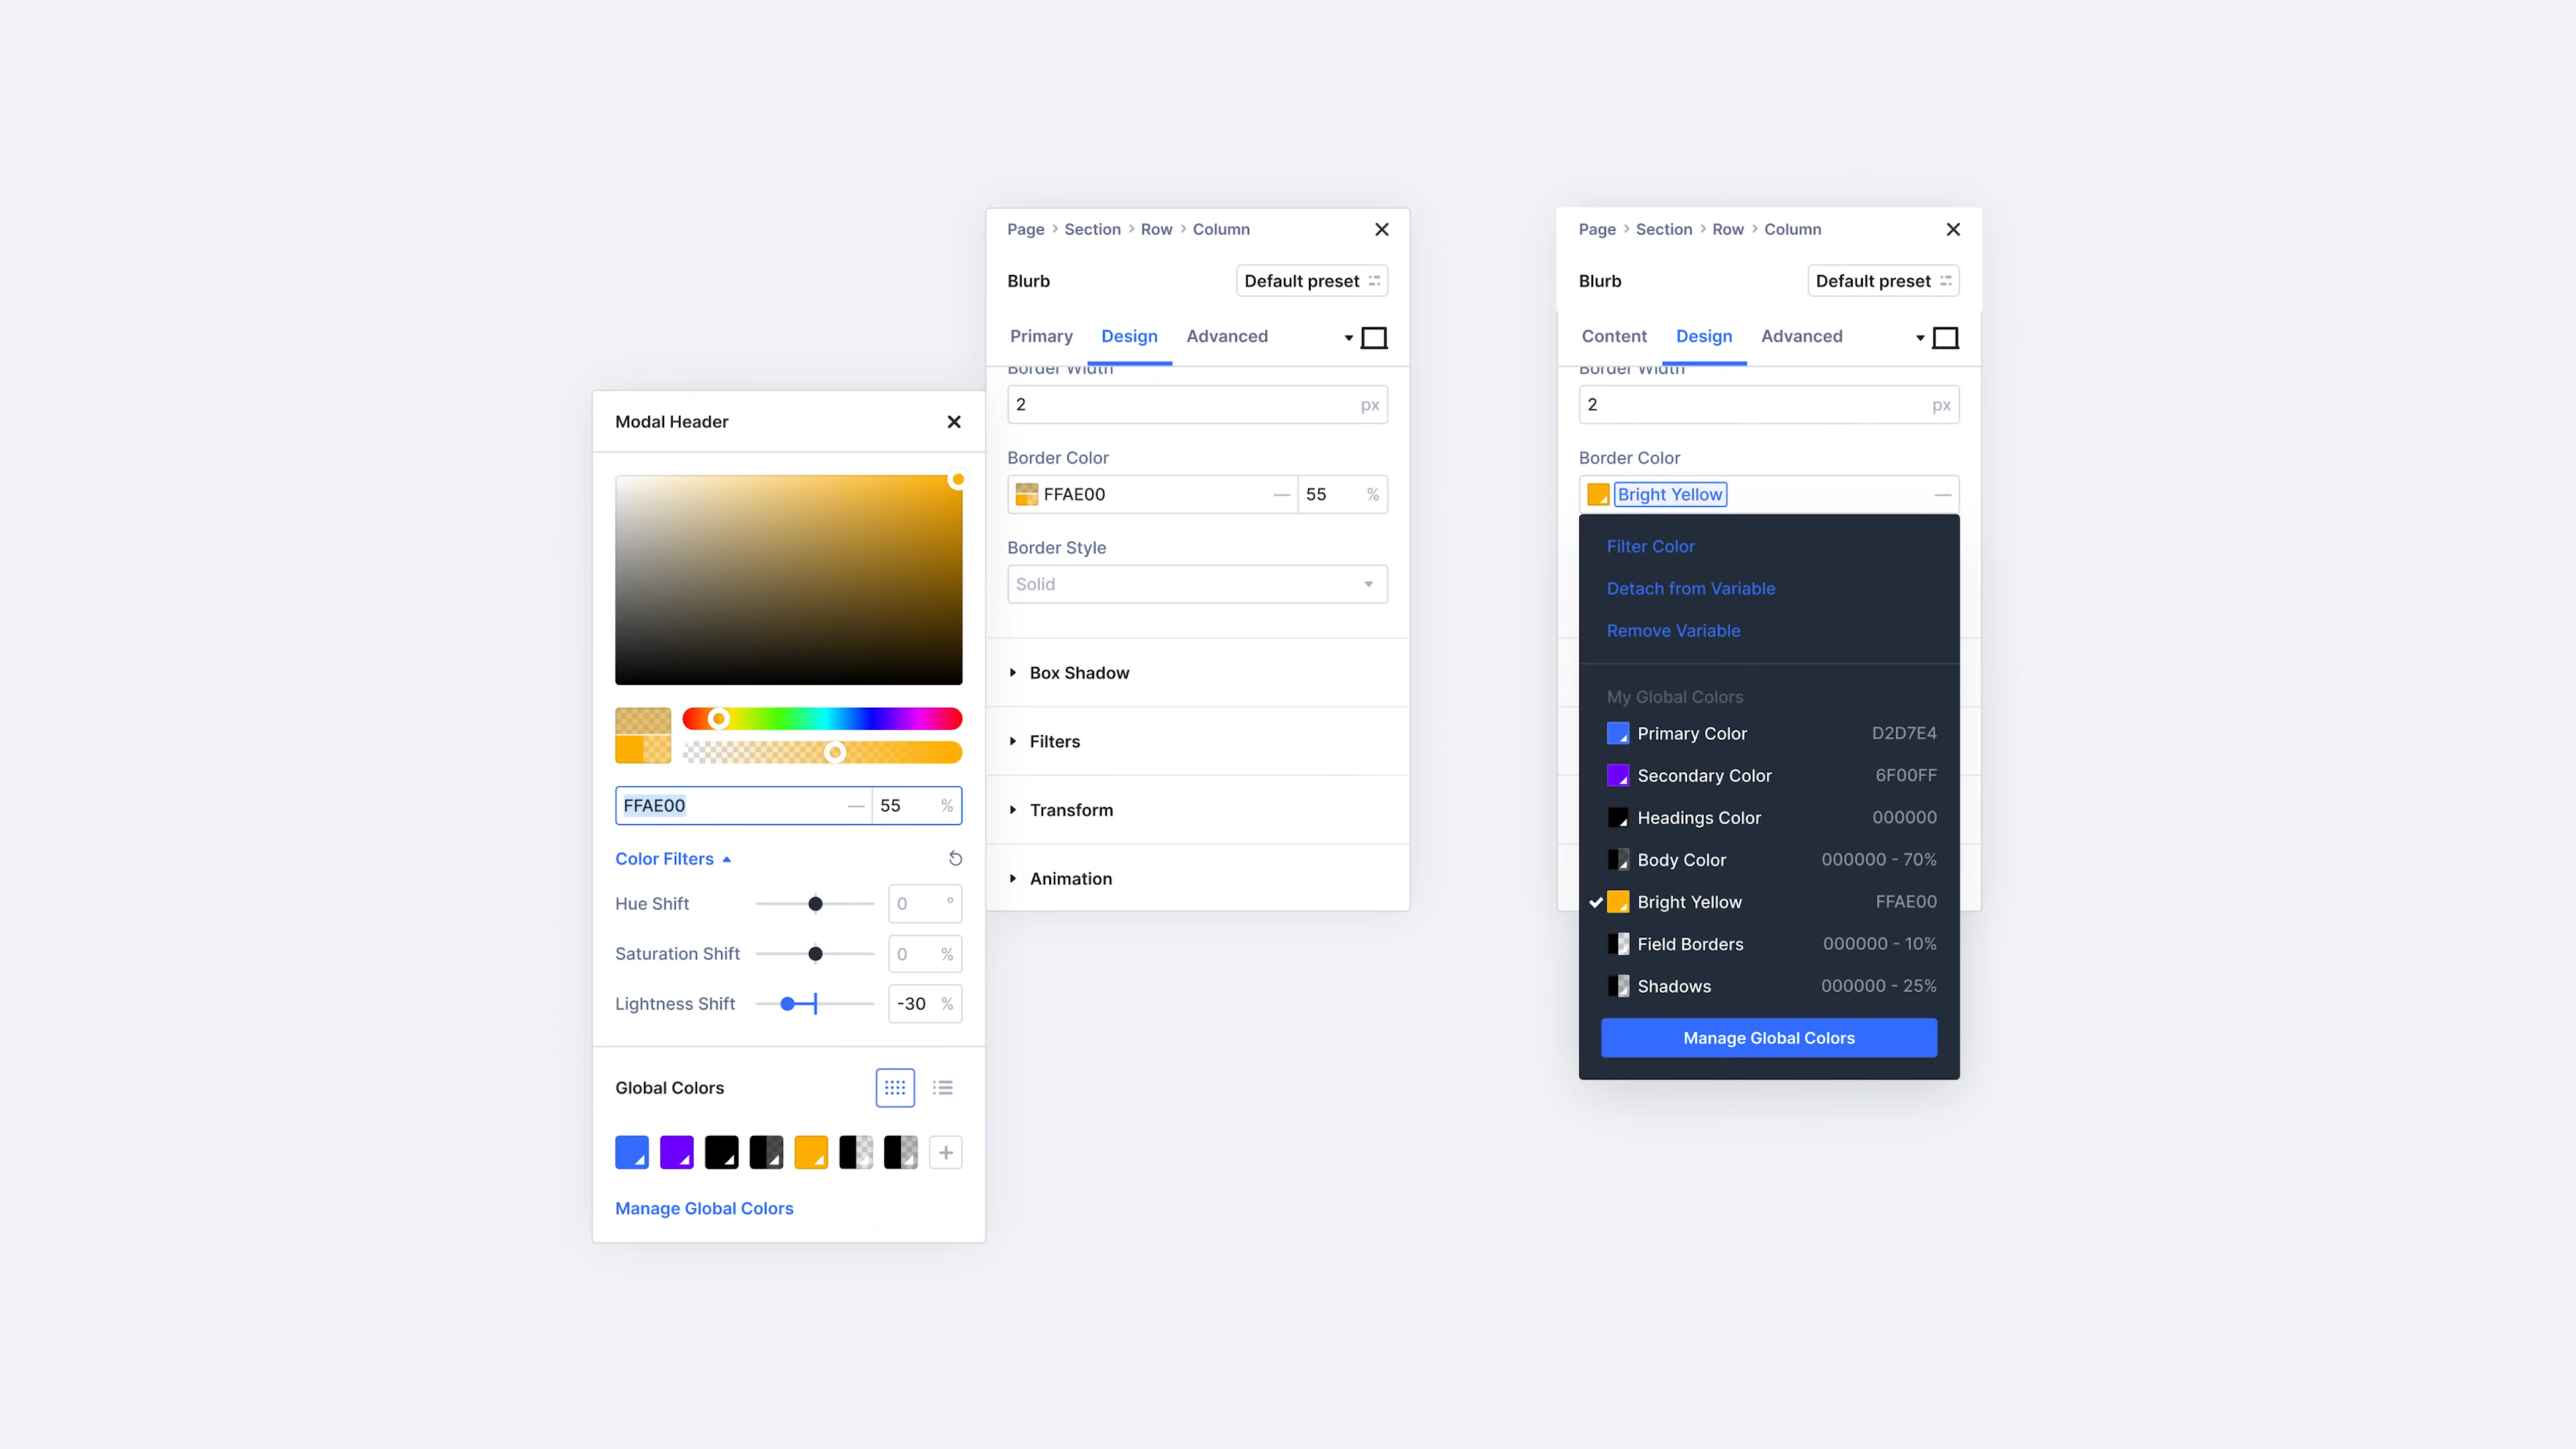 Modal Header
FFAE00
55 %
Color Filters
Hue Shift 0 °
Saturation Shift 0 %
Lightness Shift -30 %
Global Colors
Manage Global Colors
Page > Section > Row > Column
Blurb
Default preset
Primary Design Advanced
Border Width
2 px
Border Color
FFAE00 55 %
Border Style
Solid
Box Shadow
Filters
Transform
Animation
Page > Section > Row > Column
Blurb
Default preset
Content Design Advanced
Border Width
2 px
Border Color
Bright Yellow
Filter Color
Detach from Variable
Remove Variable
My Global Colors
Primary Color D2D7E4
Secondary Color 6F00FF
Headings Color 000000
Body Color 000000 - 70%
Bright Yellow FFAE00
Field Borders 000000 - 10%
Shadows 000000 - 25%
Manage Global Colors